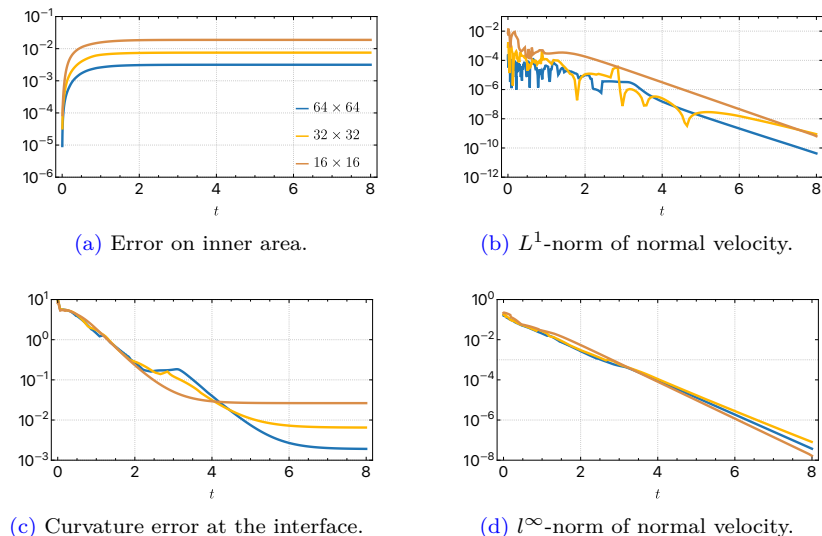 10^{-1}
10^{-2}
10^{-3}
10^{-4}
10^{-5}
10^{-6}
64 × 64
32 × 32
16 × 16
0 2 4 6 8
t
(a) Error on inner area.
10^{-2}
10^{-4}
10^{-6}
10^{-8}
10^{-10}
10^{-12}
0 2 4 6 8
t
(b) L^1-norm of normal velocity.
10^1
10^0
10^{-1}
10^{-2}
10^{-3}
0 2 4 6 8
t
(c) Curvature error at the interface.
10^0
10^{-2}
10^{-4}
10^{-6}
10^{-8}
0 2 4 6 8
t
(d) l^∞-norm of normal velocity.